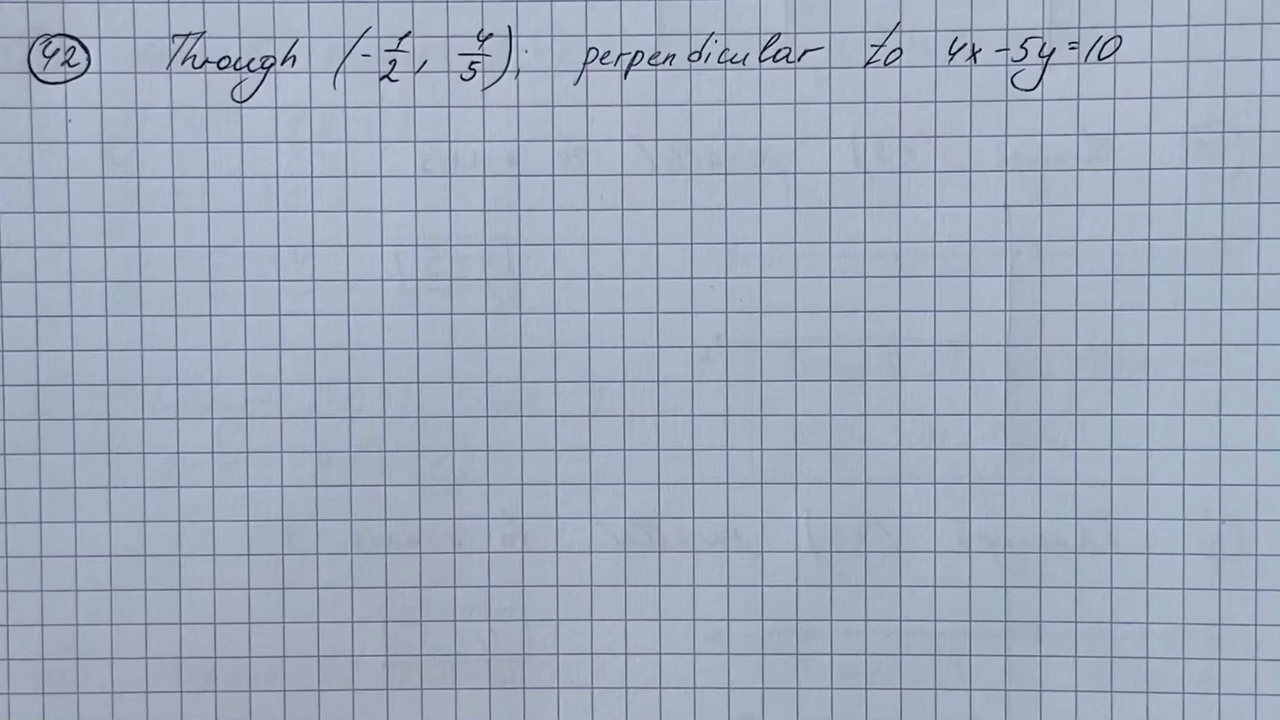 42 Through (-1/2, 4/5); perpendicular to 4x-5y=10